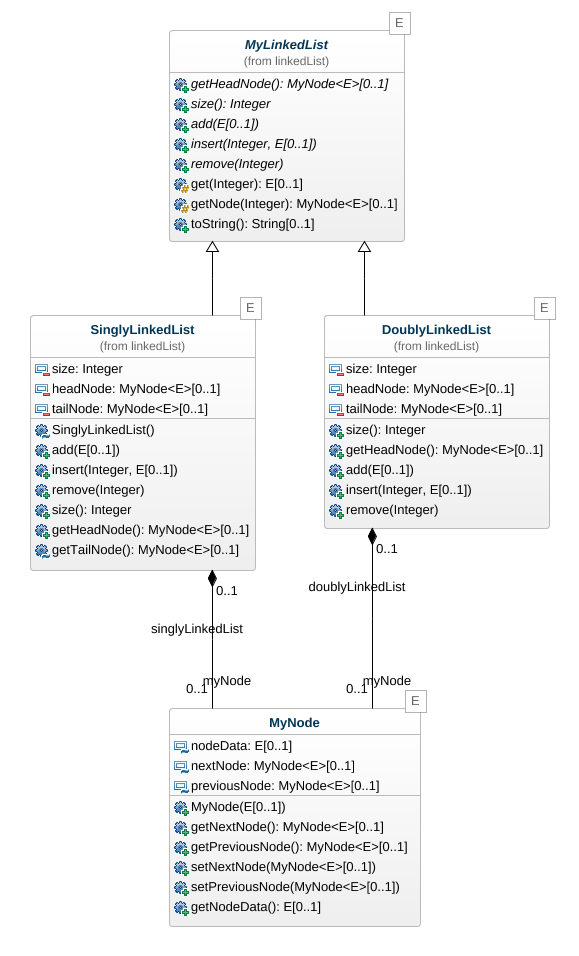 E
MyLinkedList
(from linkedList)
getHeadNode(): MyNode<E>[0..1]
size(): Integer
add(E[0..1])
insert(Integer, E[0..1])
remove(Integer)
get(Integer): E[0..1]
getNode(Integer): MyNode<E>[0..1]
toString(): String[0..1]
E
SinglyLinkedList
(from linkedList)
size: Integer
headNode: MyNode<E>[0..1]
tailNode: MyNode<E>[0..1]
SinglyLinkedList()
add(E[0..1])
insert(Integer, E[0..1])
remove(Integer)
size(): Integer
getHeadNode(): MyNode<E>[0..1]
getTailNode(): MyNode<E>[0..1]
E
DoublyLinkedList
(from linkedList)
size: Integer
headNode: MyNode<E>[0..1]
tailNode: MyNode<E>[0..1]
size(): Integer
getHeadNode(): MyNode<E>[0..1]
add(E[0..1])
insert(Integer, E[0..1])
remove(Integer)
0..1
singlyLinkedList
myNode
0..1
0..1
doublyLinkedList
myNode
0..1
E
MyNode
nodeData: E[0..1]
nextNode: MyNode<E>[0..1]
previousNode: MyNode<E>[0..1]
MyNode(E[0..1])
getNextNode(): MyNode<E>[0..1]
getPreviousNode(): MyNode<E>[0..1]
setNextNode(MyNode<E>[0..1])
setPreviousNode(MyNode<E>[0..1])
getNodeData(): E[0..1]